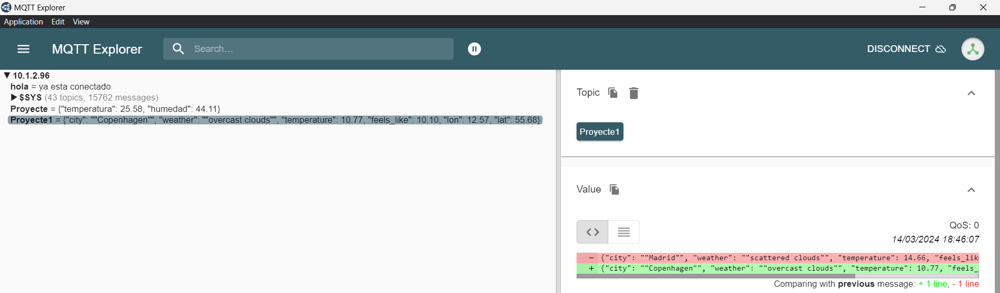 MQTT Explorer
Application Edit View
MQTT Explorer Search... DISCONNECT
▼ 10.1.2.96
hola = ya esta conectado
▶ $SYS (43 topics, 15762 messages)
Proyecte = {"temperatura": 25.58, "humedad": 44.11}
Proyecte1 = {"city": ""Copenhagen"", "weather": ""overcast clouds"", "temperature": 10.77, "feels_like": 10.10, "lon": 12.57, "lat": 55.68}
Topic
Proyecte1
Value
QoS: 0
14/03/2024 18:46:07
- {"city": ""Madrid"", "weather": ""scattered clouds"", "temperature": 14.66, "feels_lik
+ {"city": ""Copenhagen"", "weather": ""overcast clouds"", "temperature": 10.77, "feels_
Comparing with previous message: + 1 line, - 1 line